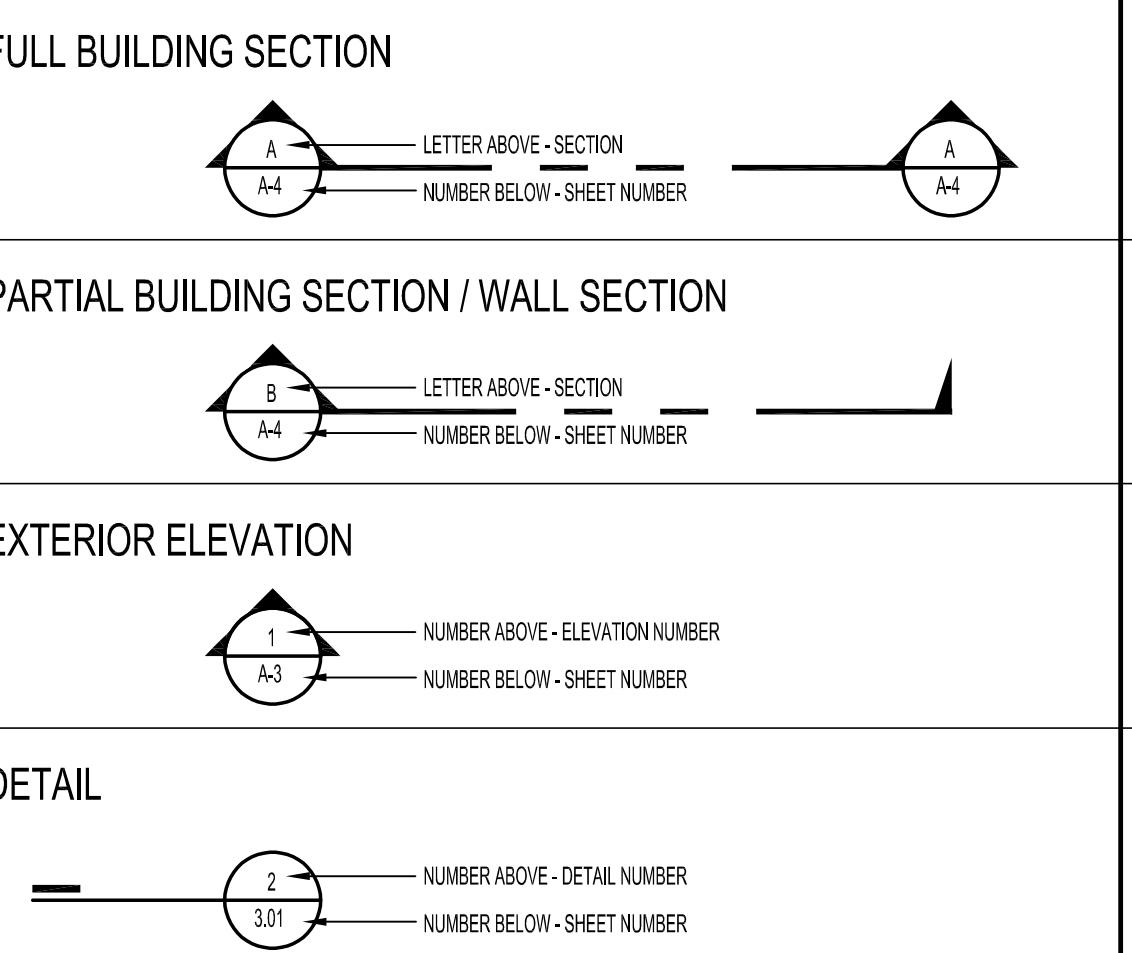 FULL BUILDING SECTION
A
LETTER ABOVE - SECTION
A
A-4
NUMBER BELOW - SHEET NUMBER
A-4
PARTIAL BUILDING SECTION / WALL SECTION
B
LETTER ABOVE - SECTION
A-4
NUMBER BELOW - SHEET NUMBER
EXTERIOR ELEVATION
1
NUMBER ABOVE - ELEVATION NUMBER
A-3
NUMBER BELOW - SHEET NUMBER
DETAIL
2
NUMBER ABOVE - DETAIL NUMBER
3.01
NUMBER BELOW - SHEET NUMBER